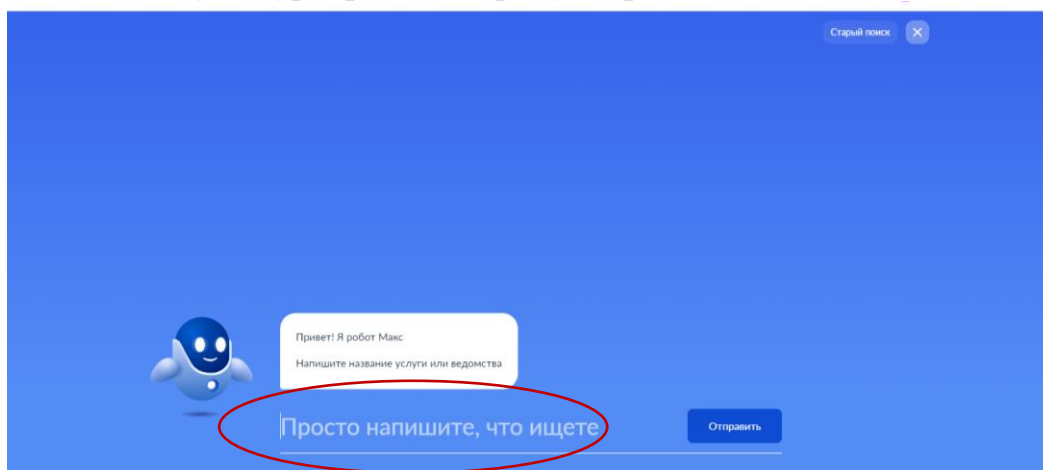 Старый поиск
Привет! Я робот Макс
Напишите название услуги или ведомства
Просто напишите, что ищете
Отправить